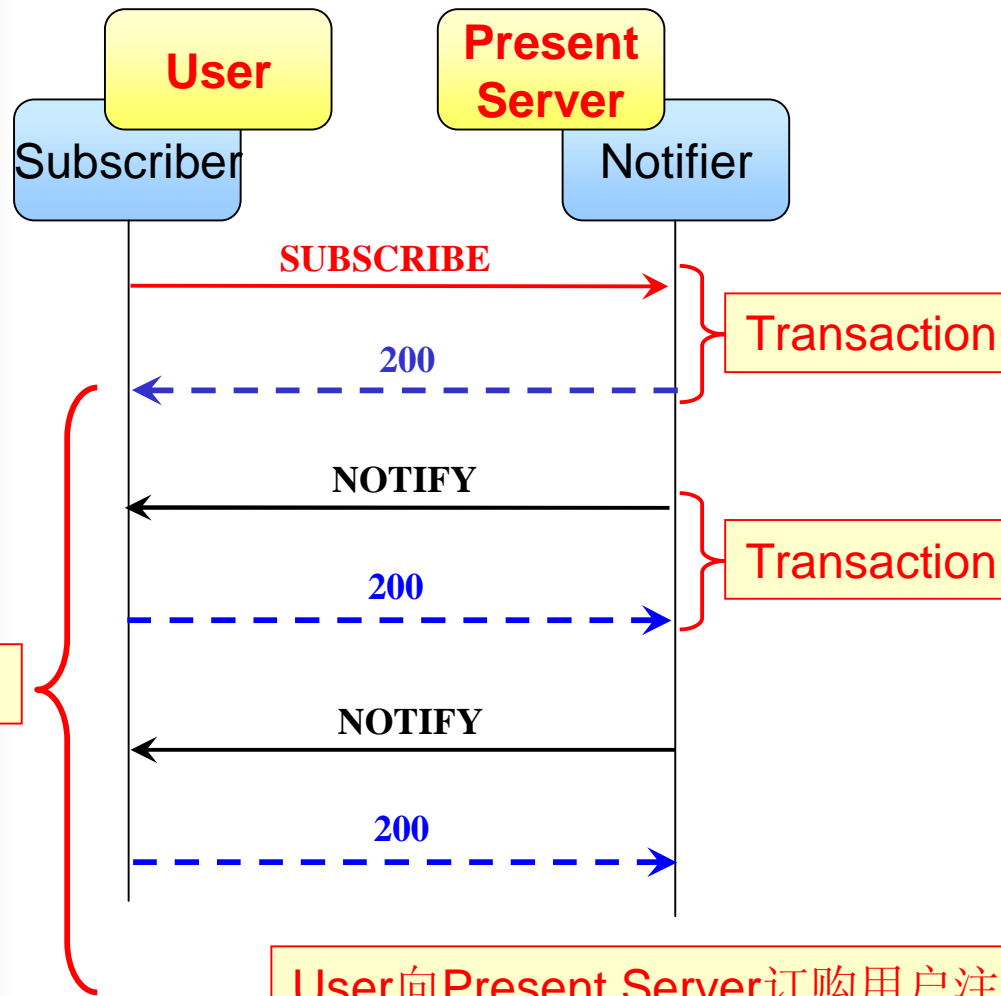 User
Present
Server
Subscriber
Notifier
SUBSCRIBE
Transaction
200
NOTIFY
Transaction
200
NOTIFY
200
User向Present Server订购用户注